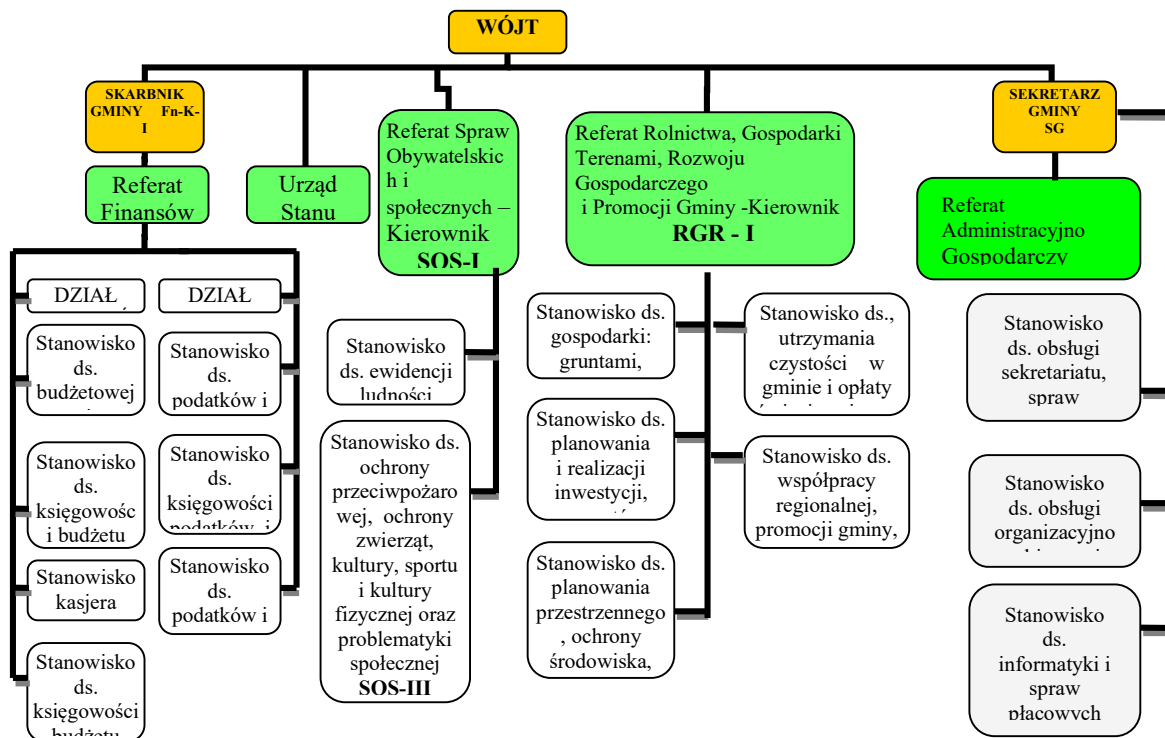 WÓJT
SKARBNIK
GMINY Fn-K-
I
SEKRETARZ
GMINY
SG
Referat
Finansów
Urząd
Stanu
Referat Spraw
Obywatelskic
h i
społecznych –
Kierownik
SOS-I
Referat Rolnictwa, Gospodarki
Terenami, Rozwoju
Gospodarczego
i Promocji Gminy -Kierownik
RGR - I
Referat
Administracyjno
Gospodarczy
DZIAŁ
Stanowisko
ds.
budżetowej
Stanowisko
ds.
księgowośc
i budżetu
Stanowisko
kasjera
Stanowisko
ds.
księgowości
budżetu
DZIAŁ
Stanowisko
ds.
podatków i
Stanowisko
ds.
księgowości
podatków i
Stanowisko
ds.
podatków i
Stanowisko
ds. ewidencji
ludności
Stanowisko ds.
ochrony
przeciwpożaro
wej, ochrony
zwierząt,
kultury, sportu
i kultury
fizycznej oraz
problematyki
społecznej
SOS-III
Stanowisko ds.
gospodarki:
gruntami,
Stanowisko
ds.
planowania
i realizacji
inwestycji,
Stanowisko ds.
planowania
przestrzennego
, ochrony
środowiska,
Stanowisko ds.,
utrzymania
czystości w
gminie i opłaty
Stanowisko ds.
współpracy
regionalnej,
promocji gminy,
Stanowisko
ds. obsługi
sekretariatu,
spraw
Stanowisko
ds. obsługi
organizacyjno
Stanowisko
ds.
informatyki i
spraw
płacowych